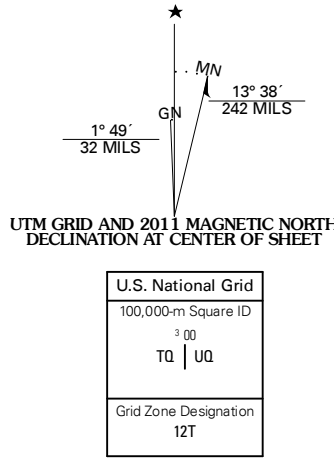 ★
MN
13° 38´
242 MILS
GN
1° 49´
32 MILS
UTM GRID AND 2011 MAGNETIC NORTH
DECLINATION AT CENTER OF SHEET
U.S. National Grid
100,000-m Square ID
3 00
TQ | UQ
Grid Zone Designation
12T